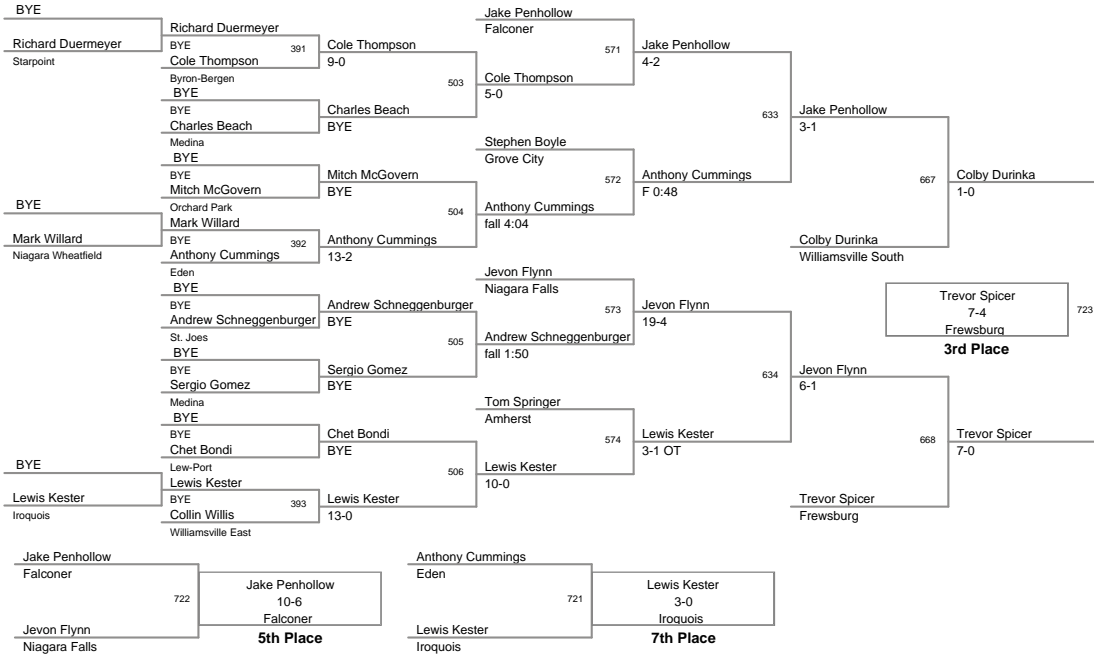 BYE
Richard Duermeyer
Starpoint
BYE
Mark Willard
Niagara Wheatfield
BYE
Lewis Kester
Iroquois
Richard Duermeyer
BYE
391
Cole Thompson
Byron-Bergen
BYE
BYE
Charles Beach
Medina
BYE
BYE
Mitch McGovern
Orchard Park
Mark Willard
BYE
392
Anthony Cummings
Eden
BYE
BYE
Andrew Schneggenburger
St. Joes
BYE
BYE
Sergio Gomez
Medina
BYE
BYE
Chet Bondi
Lew-Port
Lewis Kester
BYE
393
Collin Willis
Williamsville East
Cole Thompson
9-0
503
Charles Beach
BYE
Mitch McGovern
BYE
504
Anthony Cummings
13-2
Andrew Schneggenburger
BYE
505
Sergio Gomez
BYE
Chet Bondi
BYE
506
Lewis Kester
13-0
Jake Penhollow
Falconer
571
Cole Thompson
5-0
Stephen Boyle
Grove City
572
Anthony Cummings
fall 4:04
Jevon Flynn
Niagara Falls
573
Andrew Schneggenburger
fall 1:50
Tom Springer
Amherst
574
Lewis Kester
10-0
Jake Penhollow
4-2
633
Anthony Cummings
F 0:48
Jevon Flynn
19-4
634
Lewis Kester
3-1 OT
Jake Penhollow
3-1
667
Colby Durinka
Williamsville South
Jevon Flynn
6-1
668
Trevor Spicer
Frewsburg
Colby Durinka
1-0
Trevor Spicer
7-4
Frewsburg
723
3rd Place
Trevor Spicer
7-0
Jake Penhollow
Falconer
722
Jevon Flynn
Niagara Falls
Jake Penhollow
10-6
Falconer
5th Place
Anthony Cummings
Eden
721
Lewis Kester
Iroquois
Lewis Kester
3-0
Iroquois
7th Place